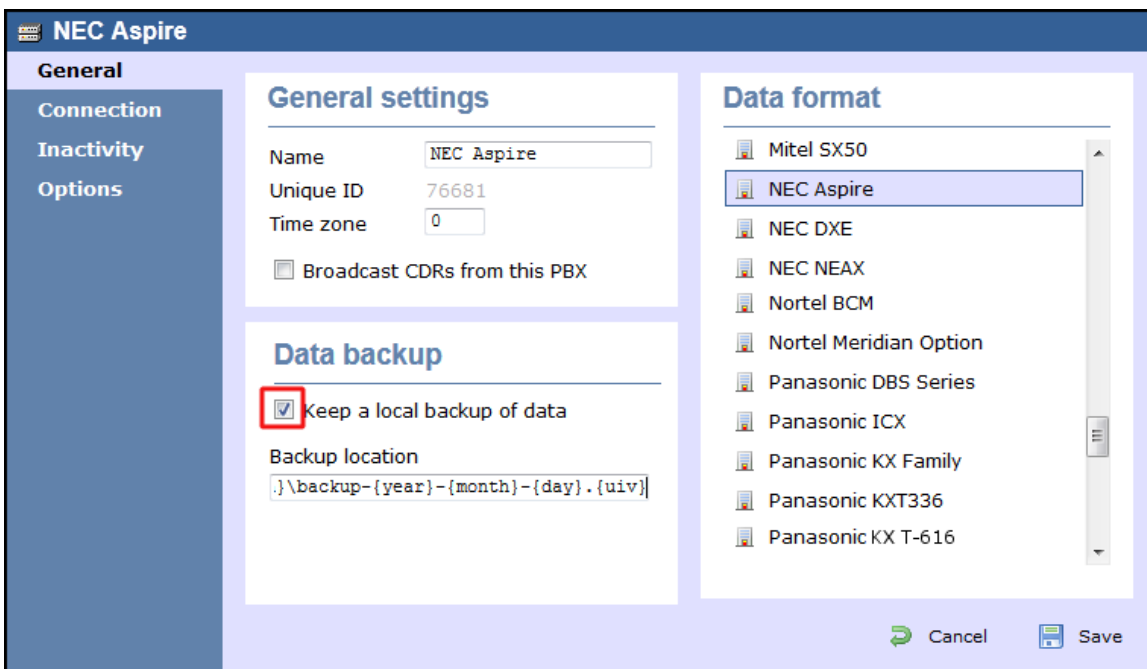 NEC Aspire
General
Connection
Inactivity
Options
General settings
Name NEC Aspire
Unique ID 76681
Time zone 0
Broadcast CDRs from this PBX
Data backup
Keep a local backup of data
Backup location
.}\backup-{year}-{month}-{day}.{uiv}
Data format
Mitel SX50
NEC Aspire
NEC DXE
NEC NEAX
Nortel BCM
Nortel Meridian Option
Panasonic DBS Series
Panasonic ICX
Panasonic KX Family
Panasonic KXT336
Panasonic KX T-616
Cancel
Save